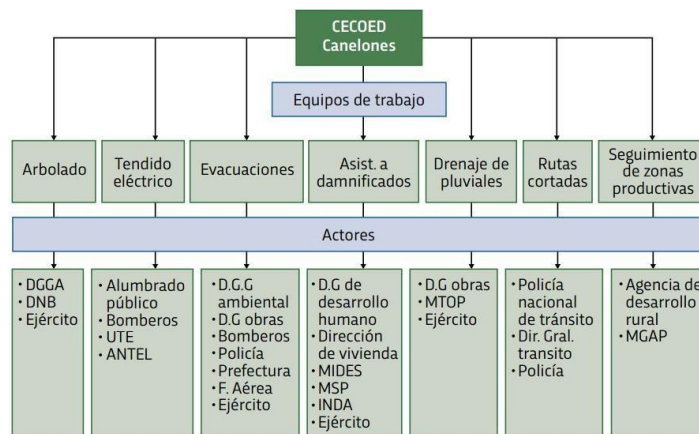 CECOED
Canelones
Equipos de trabajo
Arbolado
Tendido
eléctrico
Evacuaciones
Asist. a
damnificados
Drenaje de
pluviales
Rutas
cortadas
Seguimiento
de zonas
productivas
Actores
• DGGA
• DNB
• Ejército
• Alumbrado
público
• Bomberos
• UTE
• ANTEL
• D.G.G
ambiental
• D.G obras
• Bomberos
• Policía
• Prefectura
• F. Aérea
• Ejército
• D.G de
desarrollo
humano
• Dirección
de vivienda
• MIDES
• MSP
• INDA
• Ejército
• D.G obras
• MTOP
• Ejército
• Policía
nacional
de tránsito
• Dir. Gral.
transito
• Policía
• Agencia de
desarrollo
rural
• MGAP